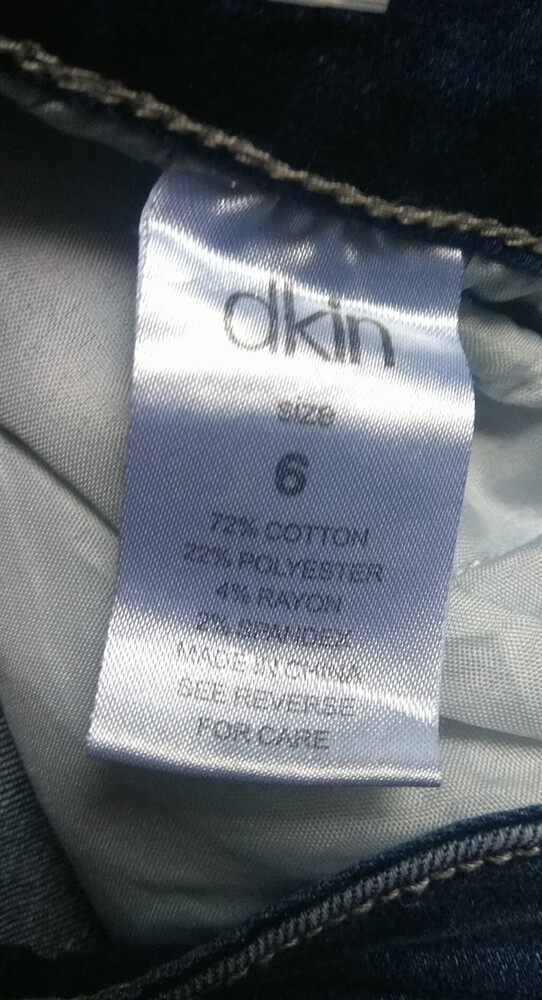 dkin
SIZE
6
72% COTTON
22% POLYESTER
4% RAYON
2% SPANDEX
MADE IN CHINA
SEE REVERSE
FOR CARE